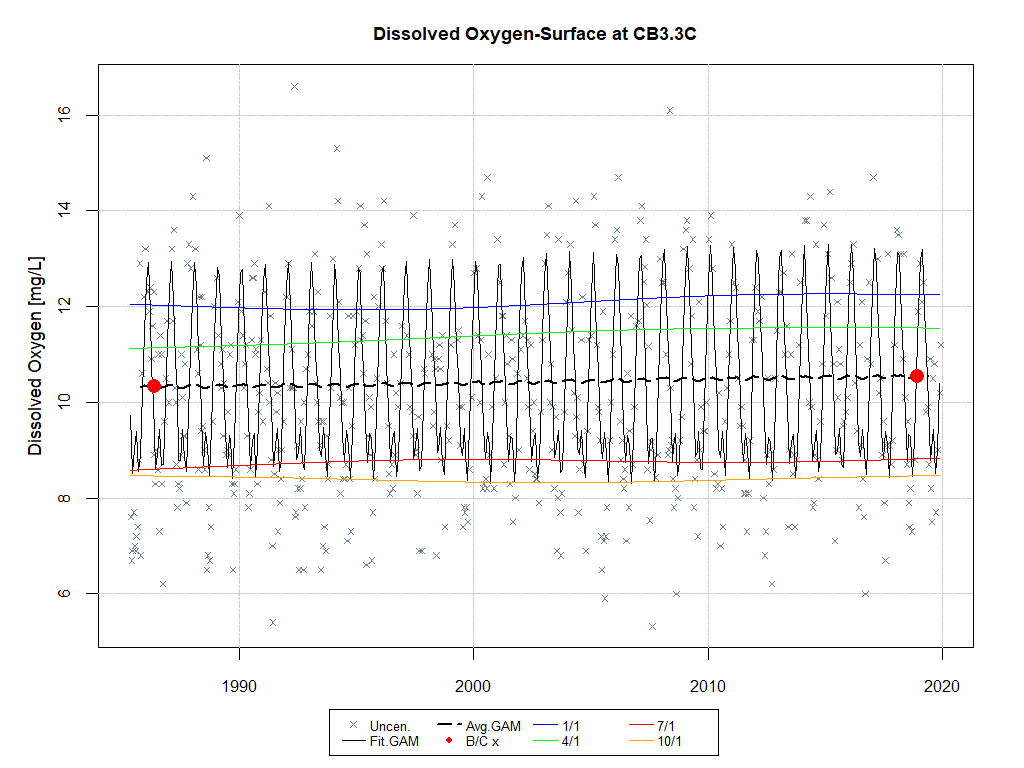 Dissolved Oxygen-Surface at CB3.3C
Dissolved Oxygen [mg/L]
16
14
12
10
8
6
1990 2000 2010 2020
Uncen. Avg.GAM 1/1 7/1
Fit.GAM B/C x 4/1 10/1